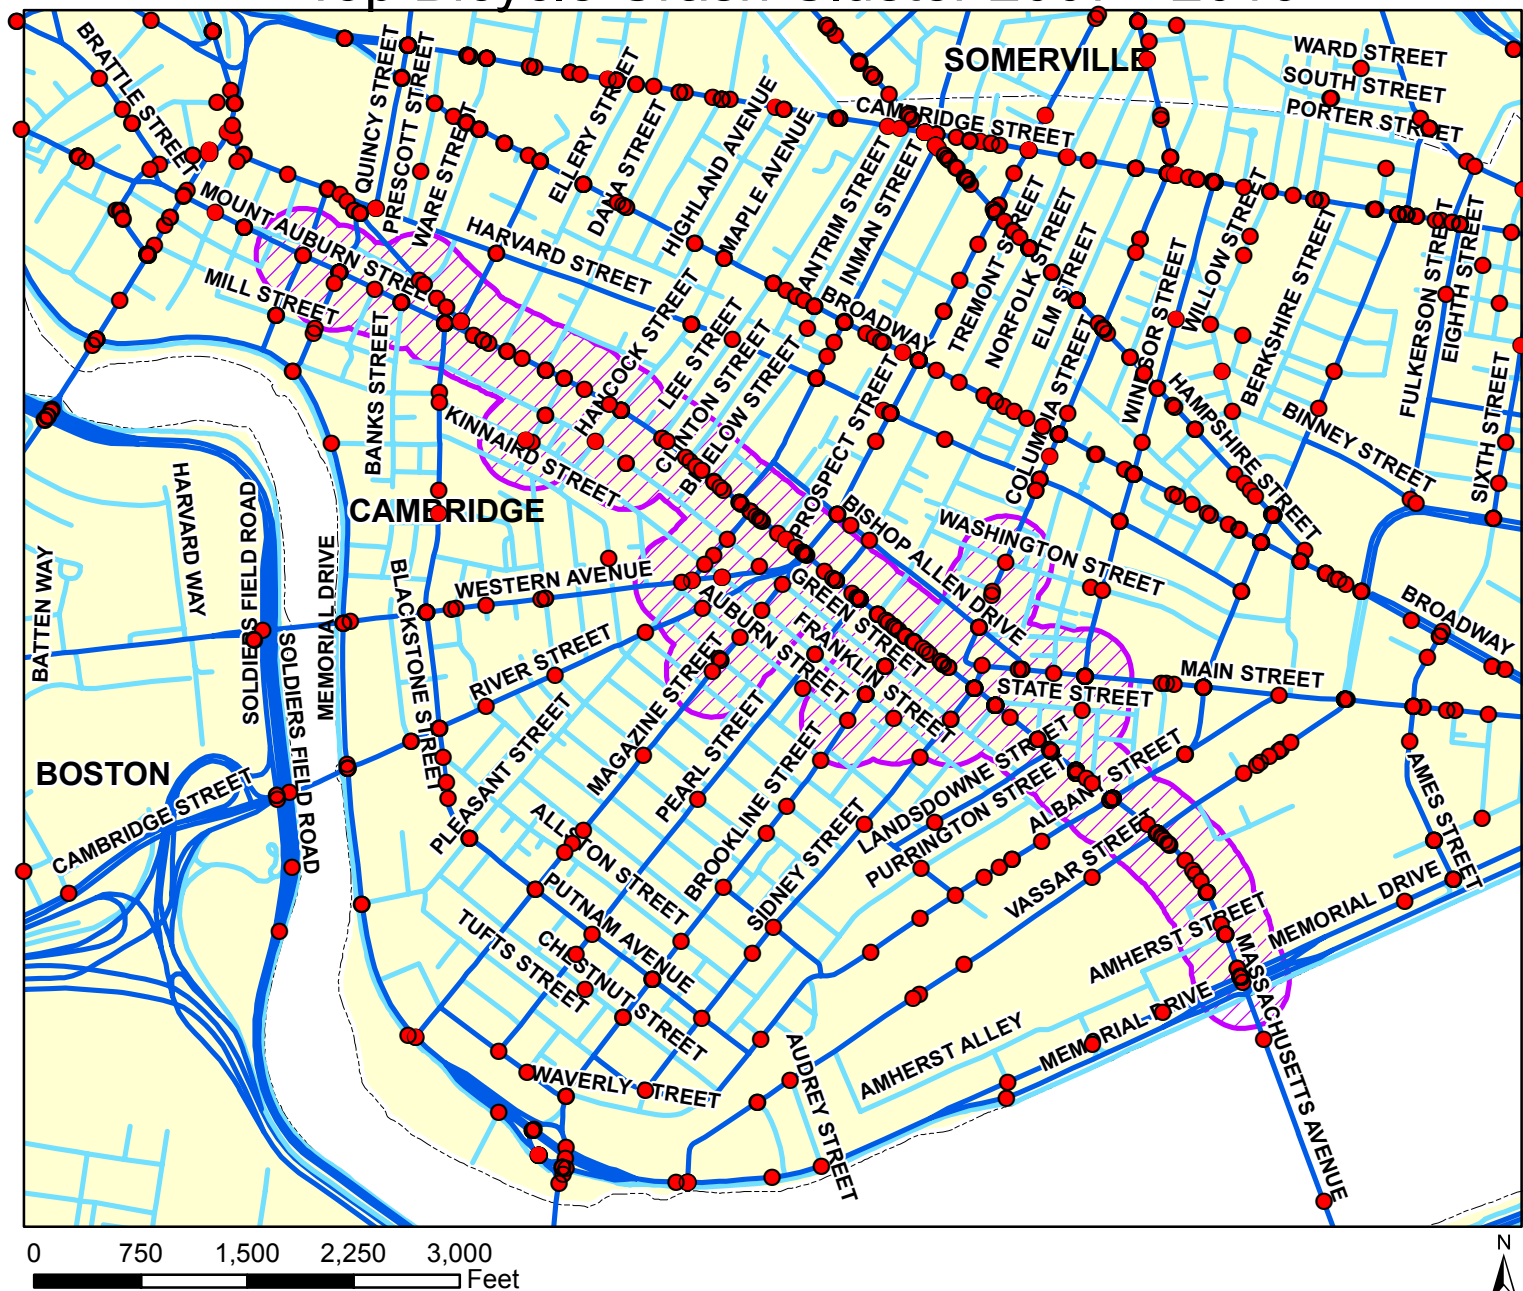 Top Bicycle Crash Cluster
SOMERVILLE
WARD STREET
SOUTH STREET
PORTER STREET
BRATTLE STREET
QUINCY STREET
PRESCOTT STREET
WARE STREET
ELLERY STREET
DANA STREET
HIGHLAND AVENUE
MAPLE AVENUE
CAMBRIDGE STREET
ANTRIM STREET
INMAN STREET
MOUNT AUBURN STREET
MILL STREET
HARVARD STREET
BROADWAY
TREMONT STREET
NORFOLK STREET
ELM STREET
COLUMBIA STREET
WINDSOR STREET
WILLOW STREET
BERKSHIRE STREET
FULKERSON STREET
EIGHTH STREET
SIXTH STREET
BANKS STREET
HANCOCK STREET
LEE STREET
CLINTON STREET
BIGELOW STREET
KINNAIRD STREET
PROSPECT STREET
HAMPSHIRE STREET
BINNEY STREET
CAMBRIDGE
HARVARD WAY
SOLDIERS FIELD ROAD
MEMORIAL DRIVE
BATTEN WAY
BLACKSTONE STREET
WESTERN AVENUE
BISHOP ALLEN DRIVE
WASHINGTON STREET
GREEN STREET
AUBURN STREET
FRANKLIN STREET
BROADWAY
SOLDIERS FIELD ROAD
RIVER STREET
MAIN STREET
STATE STREET
MAGAZINE STREET
PEARL STREET
PLEASANT STREET
BROOKLINE STREET
LANDSDOWNE STREET
PURRINGTON STREET
ALBANY STREET
AMES STREET
BOSTON
CAMBRIDGE STREET
ALLSTON STREET
SIDNEY STREET
VASSAR STREET
PUTNAM AVENUE
TUFTS STREET
CHESTNUT STREET
AMHERST STREET
MEMORIAL DRIVE
MASSACHUSETTS AVENUE
MEMORIAL DRIVE
AMHERST ALLEY
WAVERLY STREET
AUDREY STREET
0 750 1,500 2,250 3,000
Feet
N